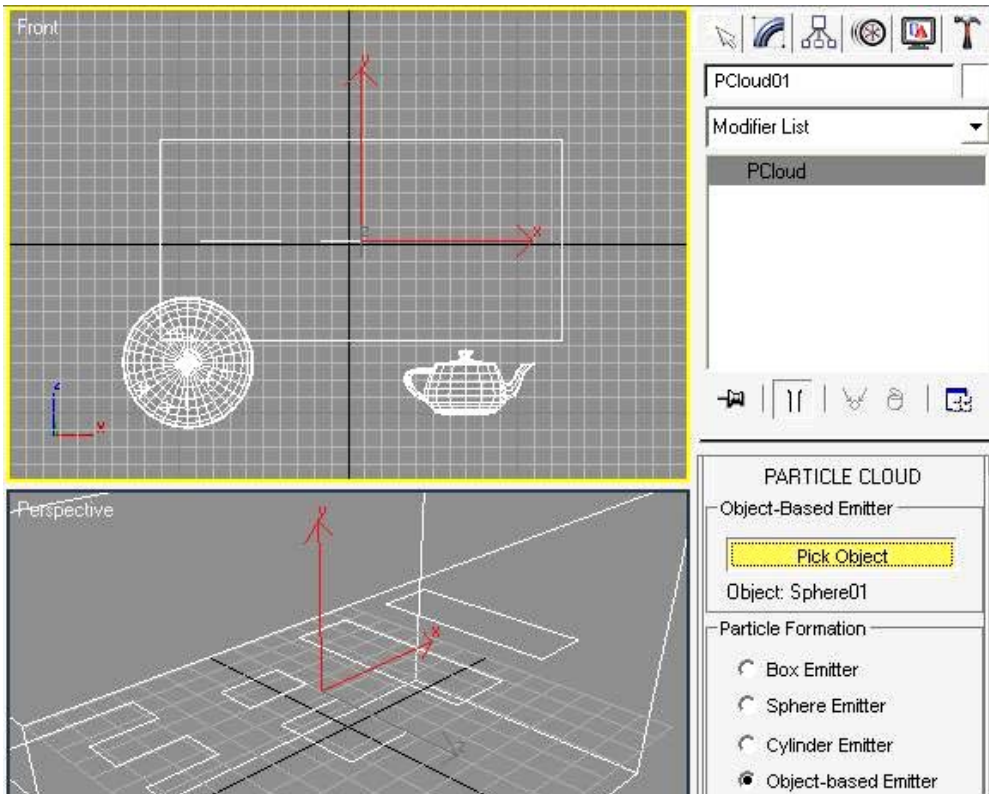 Front
y
x
z
x
PCloud01
Modifier List
PCloud
Perspective
y
x
z
PARTICLE CLOUD
Object-Based Emitter
Pick Object
Object: Sphere01
Particle Formation
Box Emitter
Sphere Emitter
Cylinder Emitter
Object-based Emitter